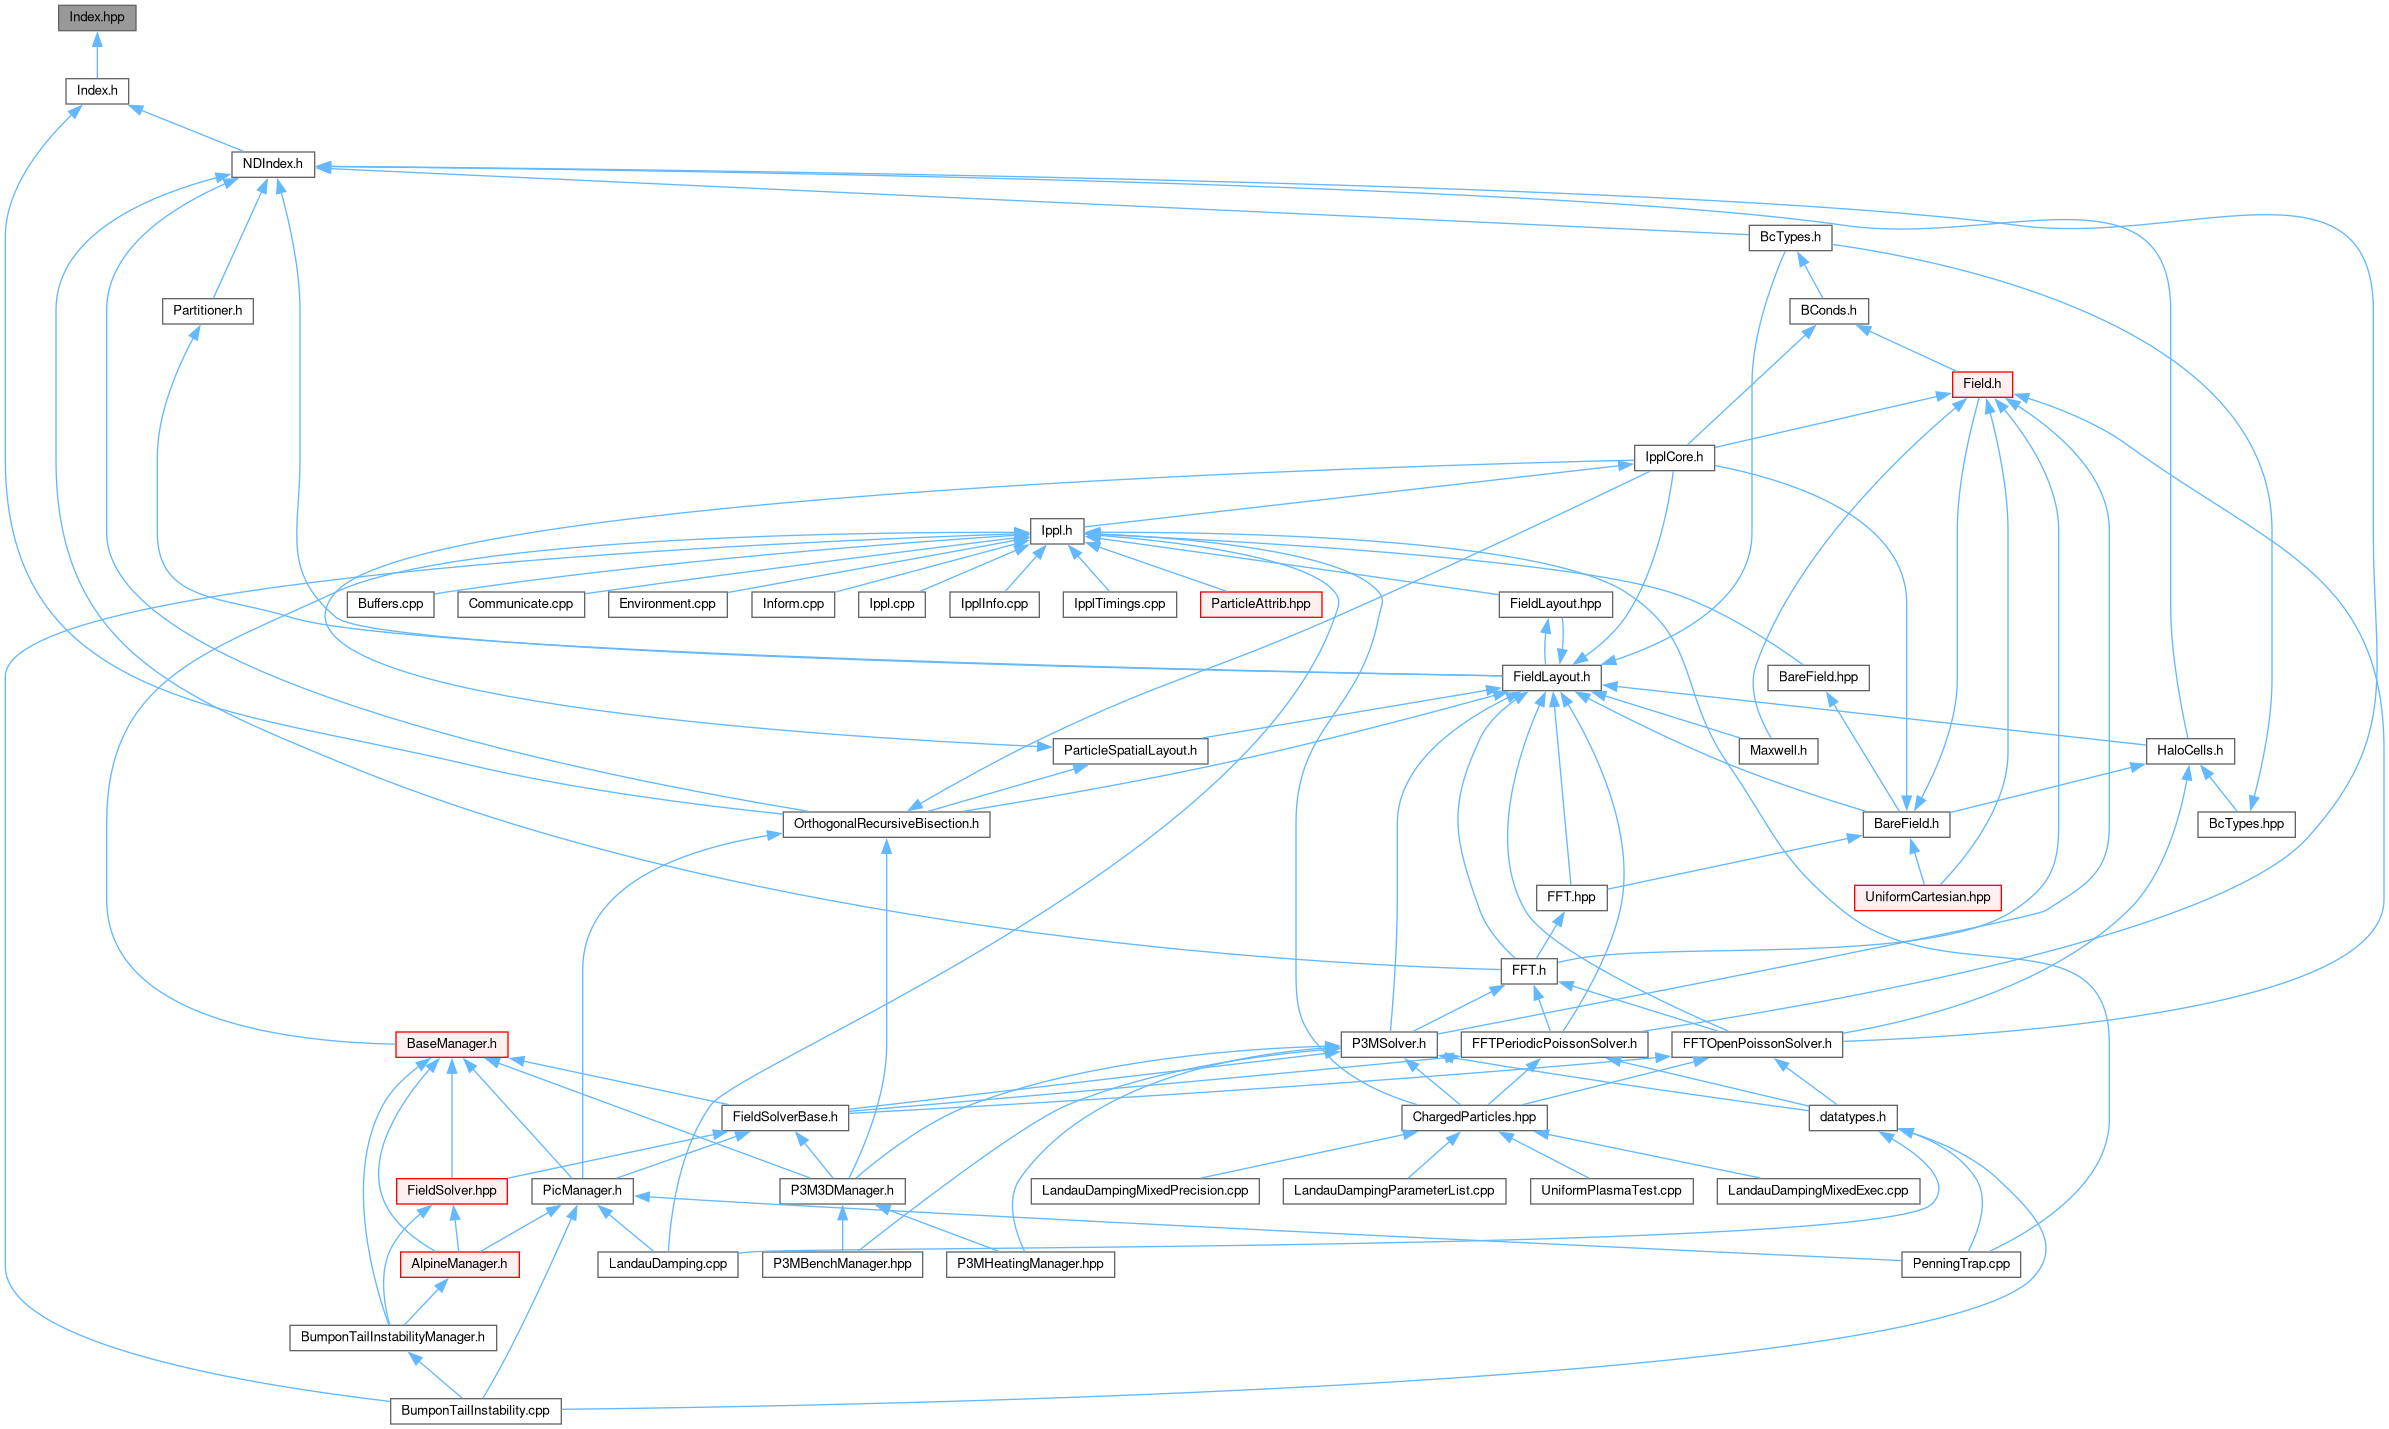 Index.hpp
Index.h
NDIndex.h
BcTypes.h
Partitioner.h
BConds.h
Field.h
IpplCore.h
Ippl.h
Buffers.cpp
Communicate.cpp
Environment.cpp
Inform.cpp
Ippl.cpp
IpplInfo.cpp
IpplTimings.cpp
ParticleAttrib.hpp
FieldLayout.hpp
FieldLayout.h
BareField.hpp
ParticleSpatialLayout.h
Maxwell.h
HaloCells.h
OrthogonalRecursiveBisection.h
BareField.h
BcTypes.hpp
FFT.hpp
UniformCartesian.hpp
FFT.h
BaseManager.h
P3MSolver.h
FFTPeriodicPoissonSolver.h
FFTOpenPoissonSolver.h
FieldSolverBase.h
ChargedParticles.hpp
datatypes.h
FieldSolver.hpp
PicManager.h
P3M3DManager.h
LandauDampingMixedPrecision.cpp
LandauDampingParameterList.cpp
UniformPlasmaTest.cpp
LandauDampingMixedExec.cpp
AlpineManager.h
LandauDamping.cpp
P3MBenchManager.hpp
P3MHeatingManager.hpp
PenningTrap.cpp
BumponTailInstabilityManager.h
BumponTailInstability.cpp